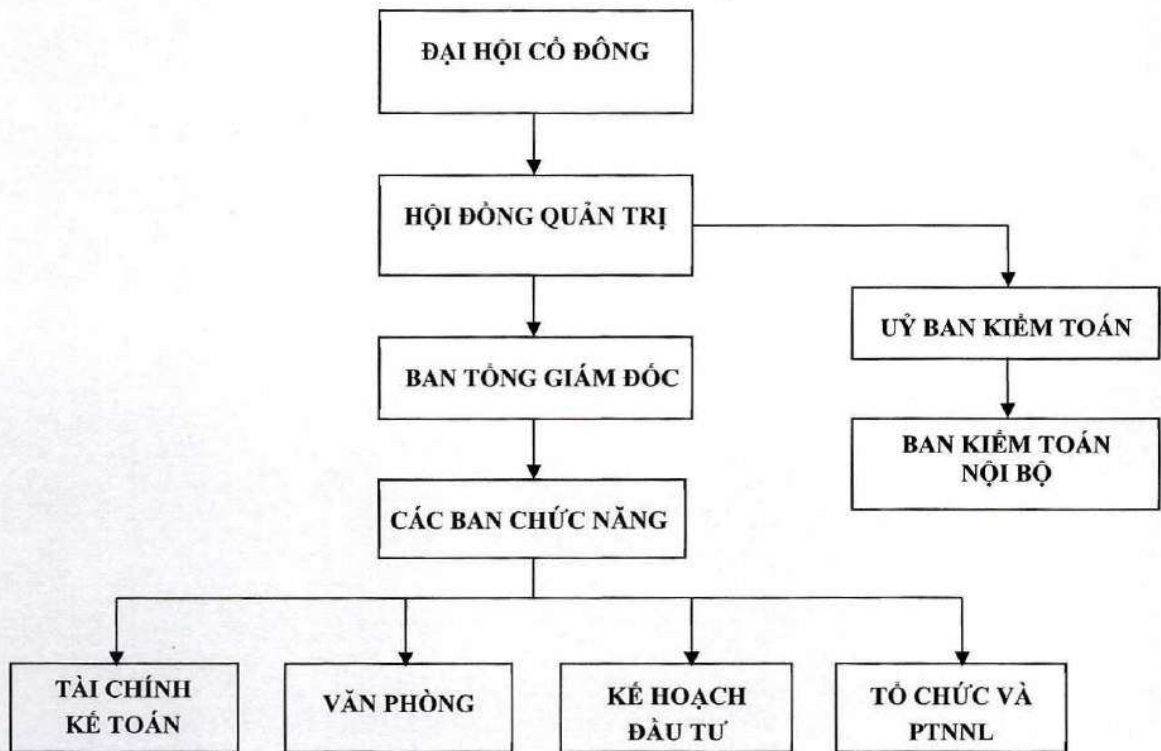 ĐẠI HỘI CỔ ĐÔNG
HỘI ĐỒNG QUẢN TRỊ
UỶ BAN KIỂM TOÁN
BAN TỔNG GIÁM ĐỐC
BAN KIỂM TOÁN
NỘI BỘ
CÁC BAN CHỨC NĂNG
TÀI CHÍNH
KẾ TOÁN
VĂN PHÒNG
KẾ HOẠCH
ĐẦU TƯ
TỔ CHỨC VÀ
PTNNL